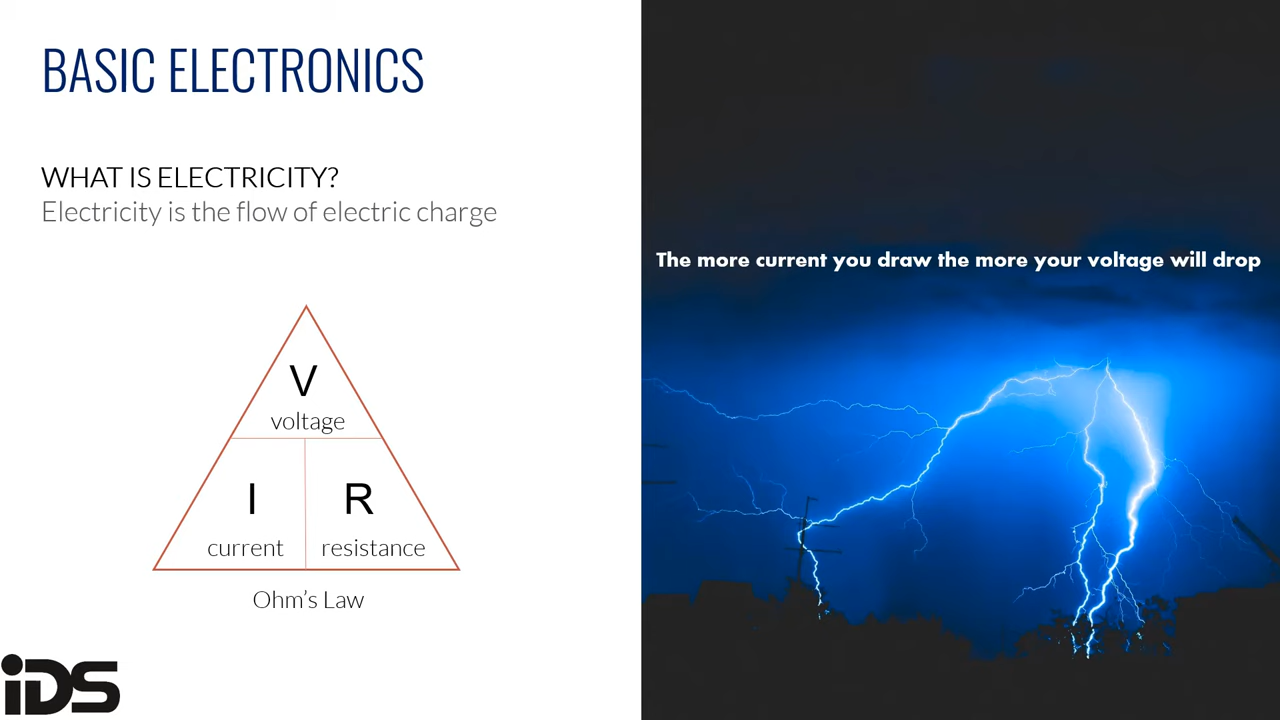 BASIC ELECTRONICS
WHAT IS ELECTRICITY?
Electricity is the flow of electric charge
The more current you draw the more your voltage will drop
V
voltage
I
R
current
resistance
Ohm's Law
iDS